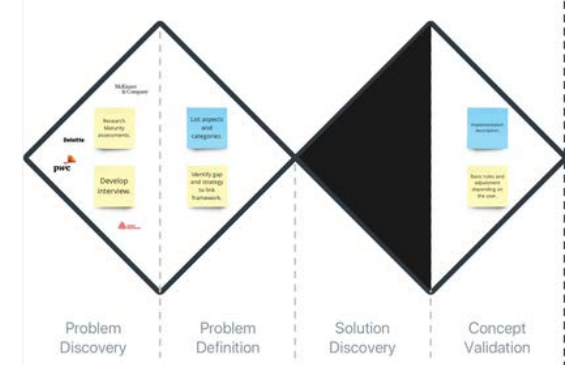 McKinsey
& Company
Research
Maturity
assessments.
List aspects
and
categories.
Implementation
description.
Deloitte
pwc
Develop
interview.
Identify gap
and strategy
to link
framework.
Basic rules and
adjustment
depending on
the user.
Problem
Discovery
Problem
Definition
Solution
Discovery
Concept
Validation